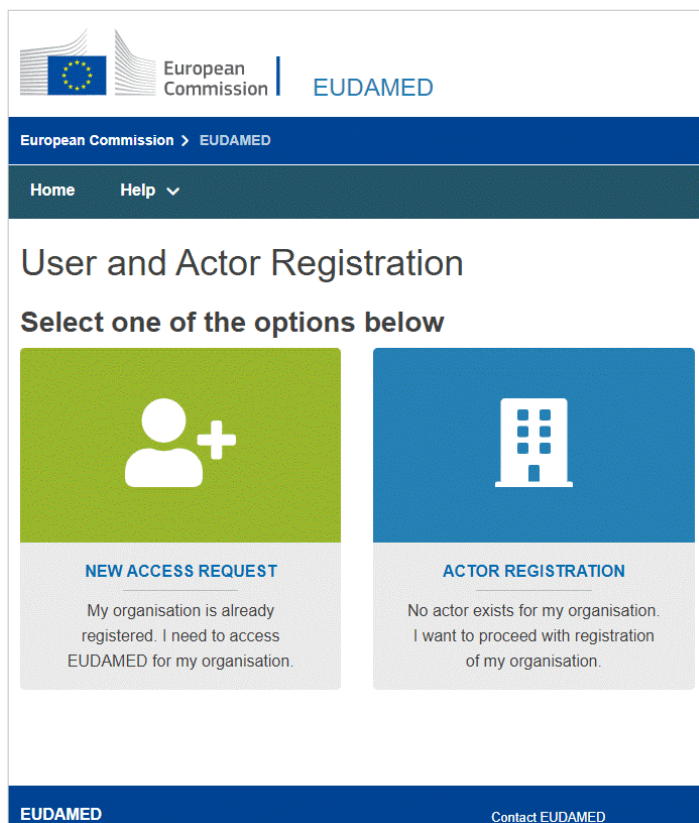 European
Commission
EUDAMED
European Commission > EUDAMED
Home Help
User and Actor Registration
Select one of the options below
NEW ACCESS REQUEST
My organisation is already
registered. I need to access
EUDAMED for my organisation.
ACTOR REGISTRATION
No actor exists for my organisation.
I want to proceed with registration
of my organisation.
EUDAMED
Contact EUDAMED